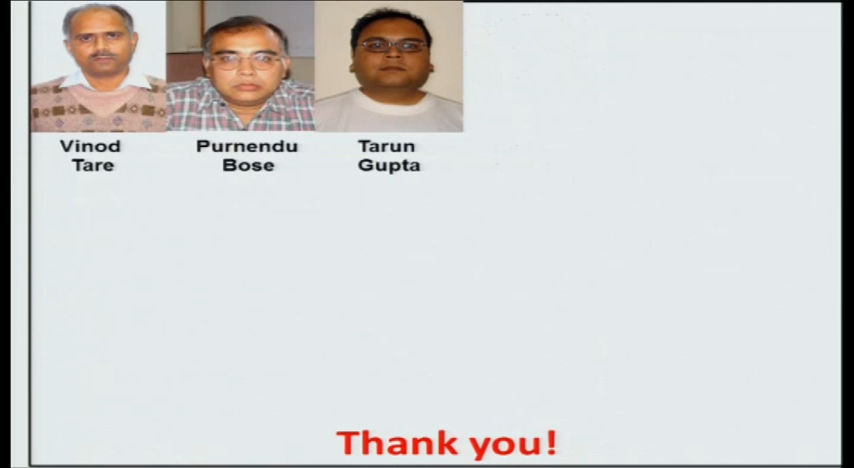 Vinod
Tare
Purnendu
Bose
Tarun
Gupta
Thank you!